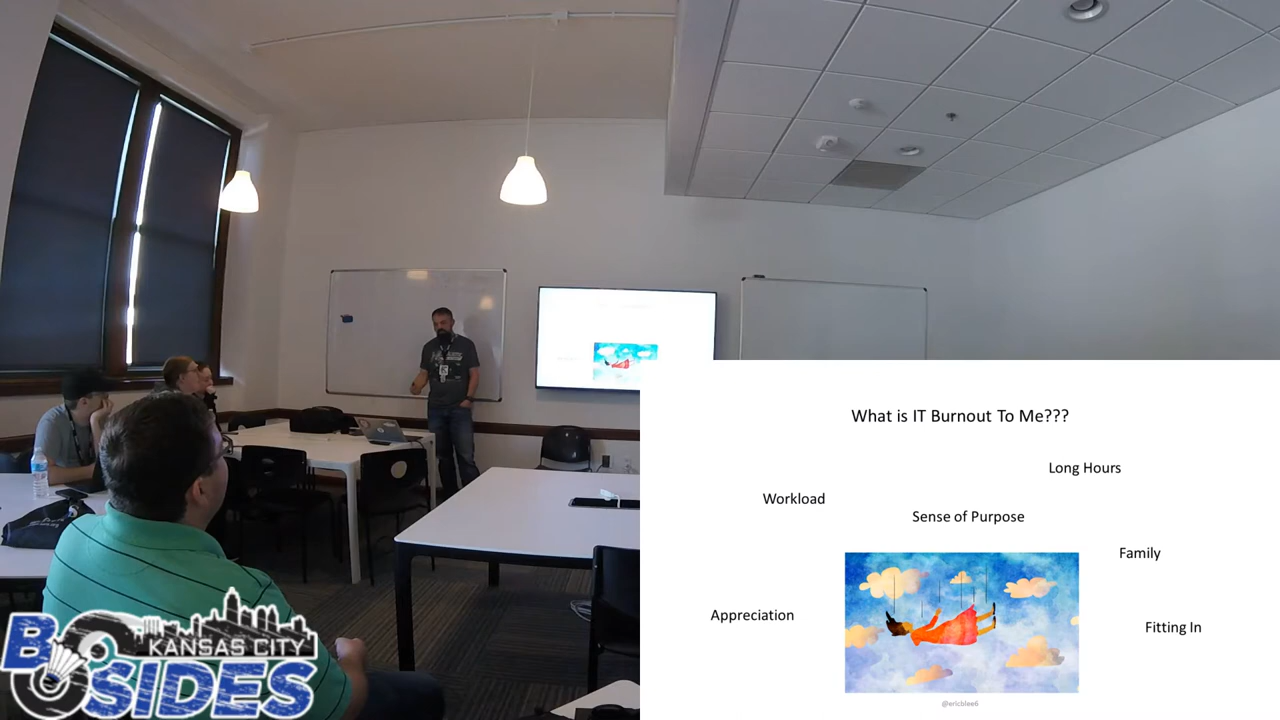 What is IT Burnout To Me???
Long Hours
Workload
Sense of Purpose
Family
Appreciation
Fitting In
@ericblee6
KANSAS CITY
BSIDES